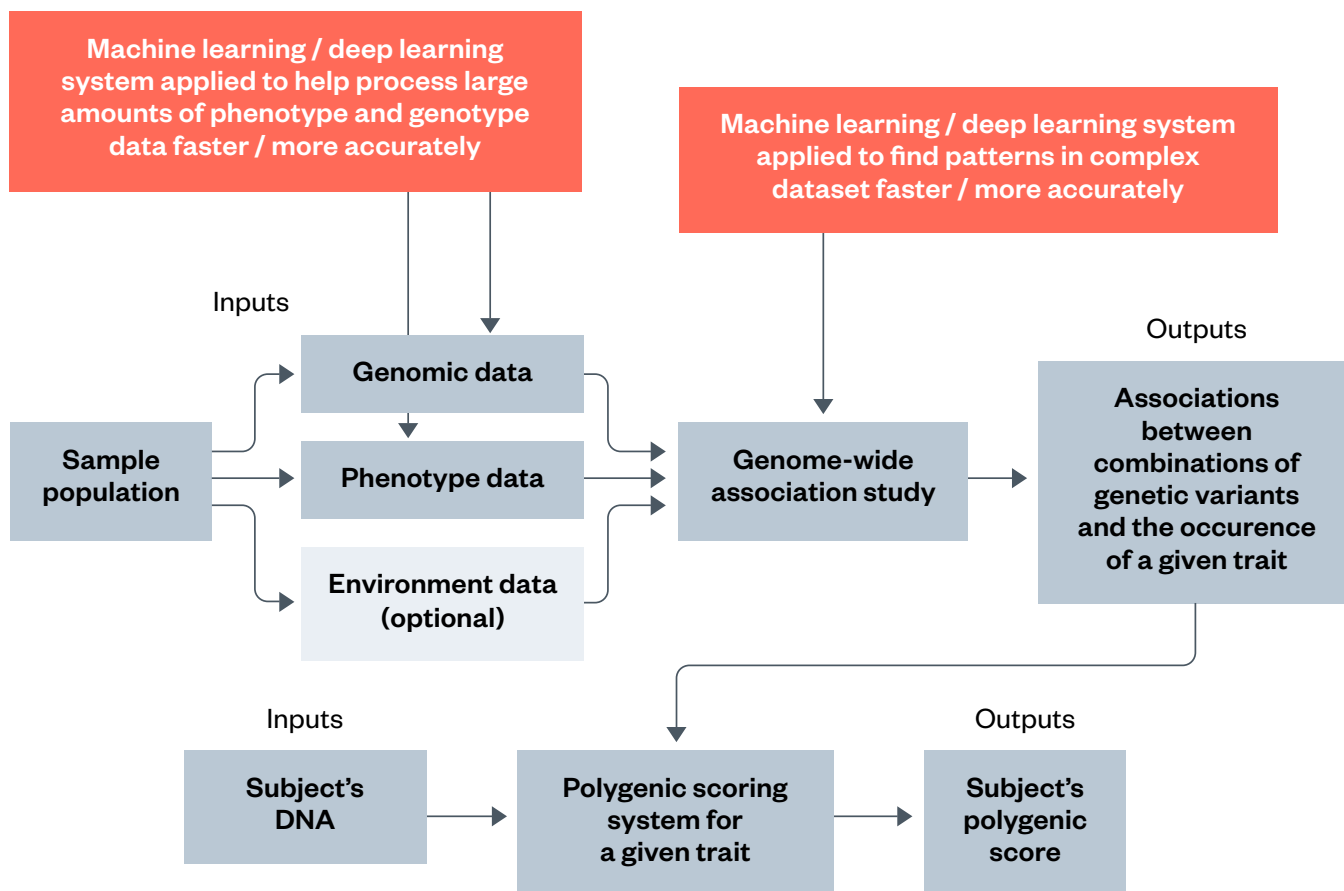 Machine learning / deep learning
system applied to help process large
amounts of phenotype and genotype
data faster / more accurately
Machine learning / deep learning system
applied to find patterns in complex
dataset faster / more accurately
Inputs
Outputs
Genomic data
Sample
population
Phenotype data
Environment data
(optional)
Genome-wide
association study
Associations
between
combinations of
genetic variants
and the occurence
of a given trait
Inputs
Outputs
Subject’s
DNA
Polygenic scoring
system for
a given trait
Subject’s
polygenic
score